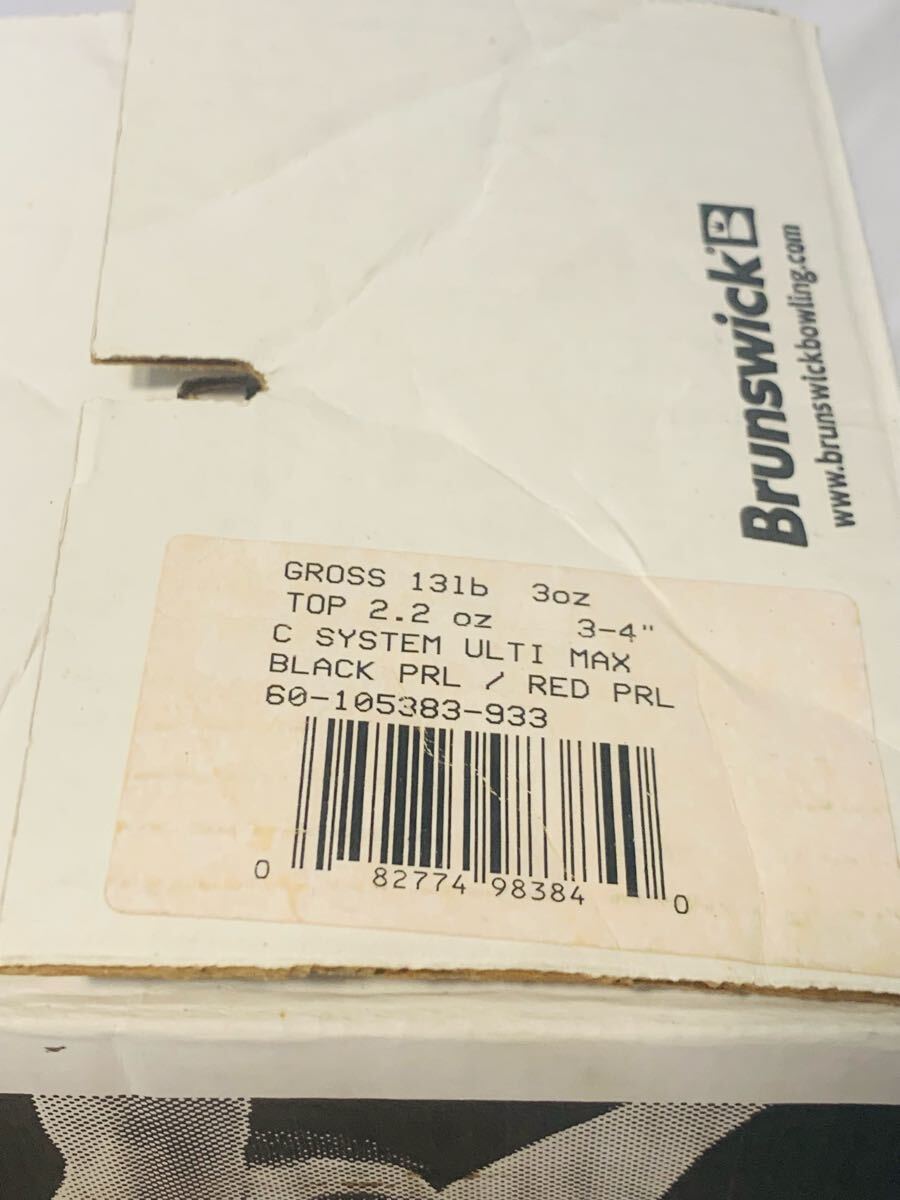 Brunswick B
www.brunswickbowling.com
GROSS 13lb 3oz
TOP 2.2 oz 3-4"
C SYSTEM ULTI MAX
BLACK PRL / RED PRL
60-105383-933
0 82774 98384 0